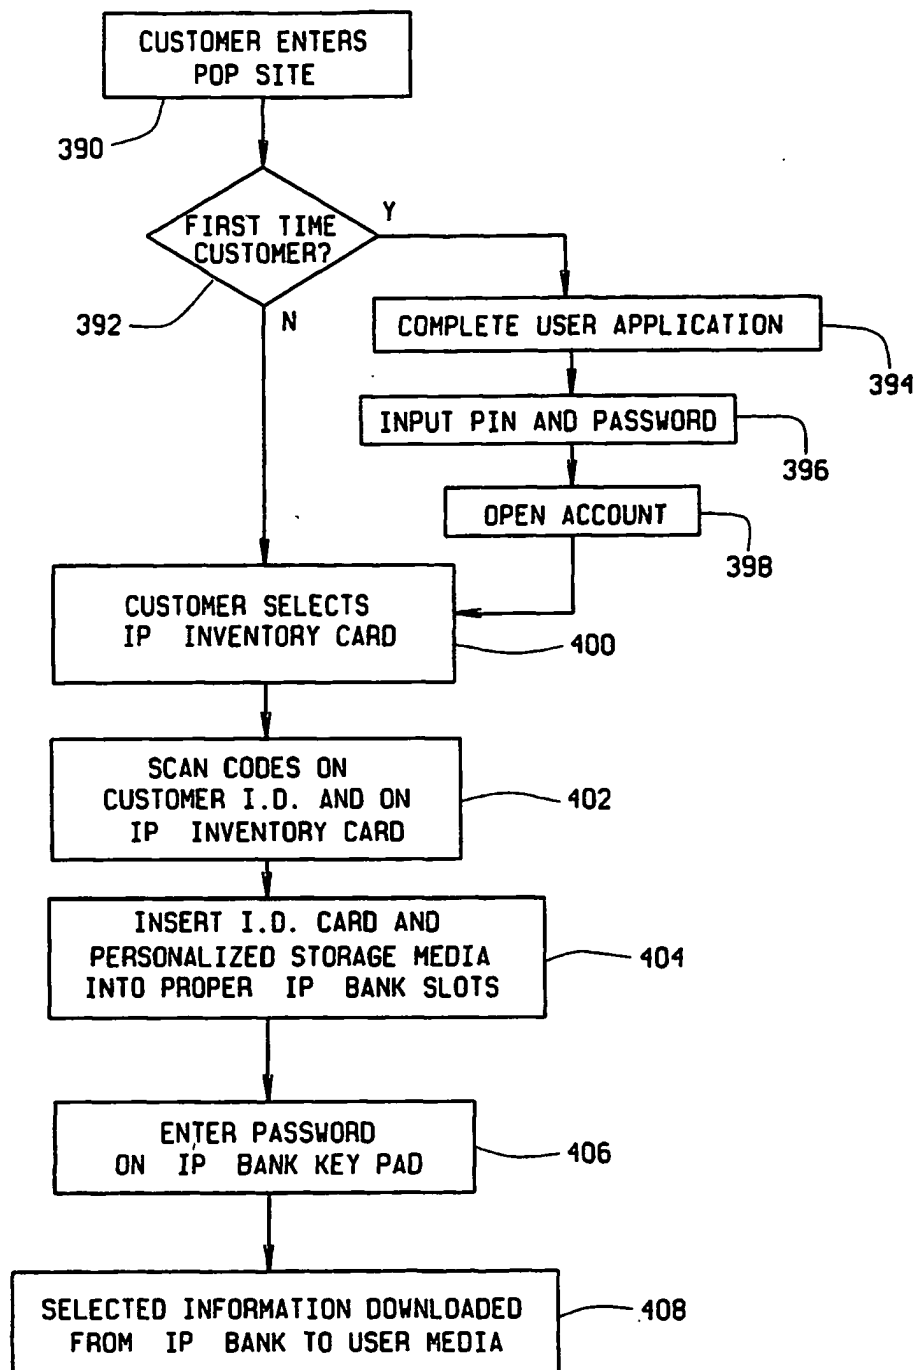 CUSTOMER ENTERS
POP SITE
390
FIRST TIME
CUSTOMER?
Y
392
N
COMPLETE USER APPLICATION
394
INPUT PIN AND PASSWORD
396
OPEN ACCOUNT
398
CUSTOMER SELECTS
IP INVENTORY CARD
400
SCAN CODES ON
CUSTOMER I.D. AND ON
IP INVENTORY CARD
402
INSERT I.D. CARD AND
PERSONALIZED STORAGE MEDIA
INTO PROPER IP BANK SLOTS
404
ENTER PASSWORD
ON IP BANK KEY PAD
406
SELECTED INFORMATION DOWNLOADED
FROM IP BANK TO USER MEDIA
408